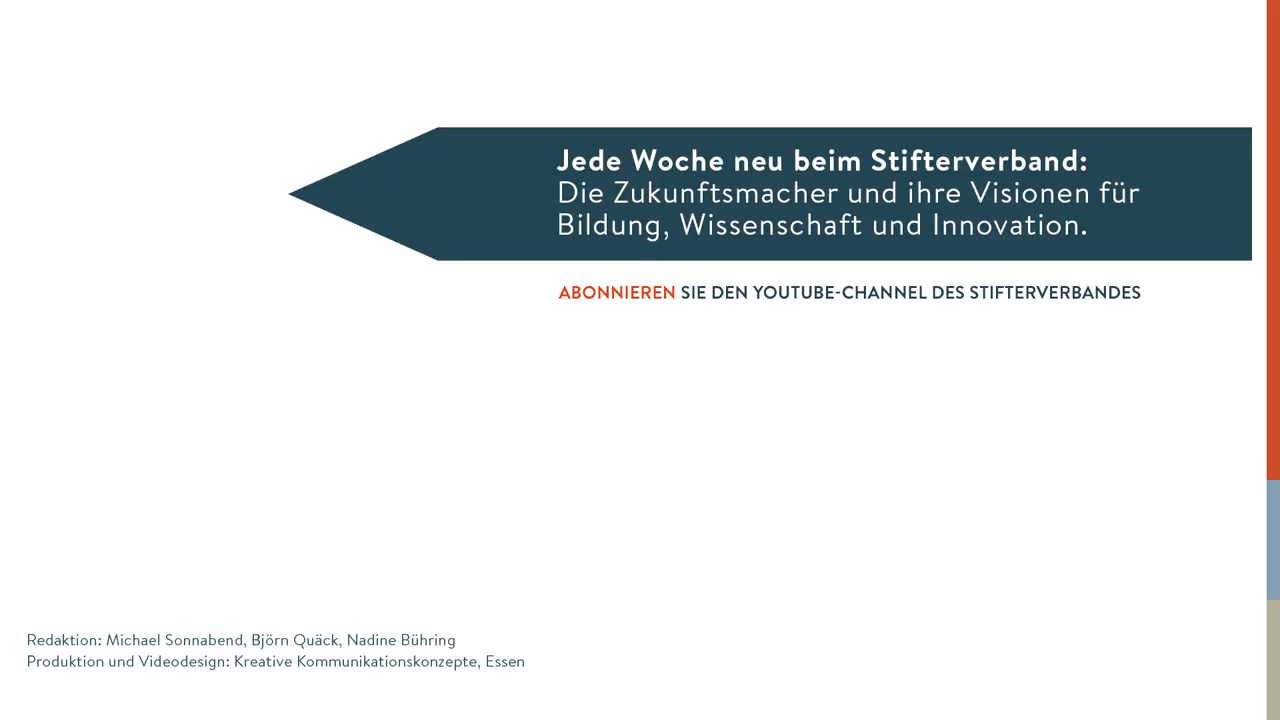 Jede Woche neu beim Stifterverband:
Die Zukunftsmacher und ihre Visionen für
Bildung, Wissenschaft und Innovation.
ABONNIEREN SIE DEN YOUTUBE-CHANNEL DES STIFTERVERBANDES
Redaktion: Michael Sonnabend, Björn Quäck, Nadine Bühring
Produktion und Videodesign: Kreative Kommunikationskonzepte, Essen